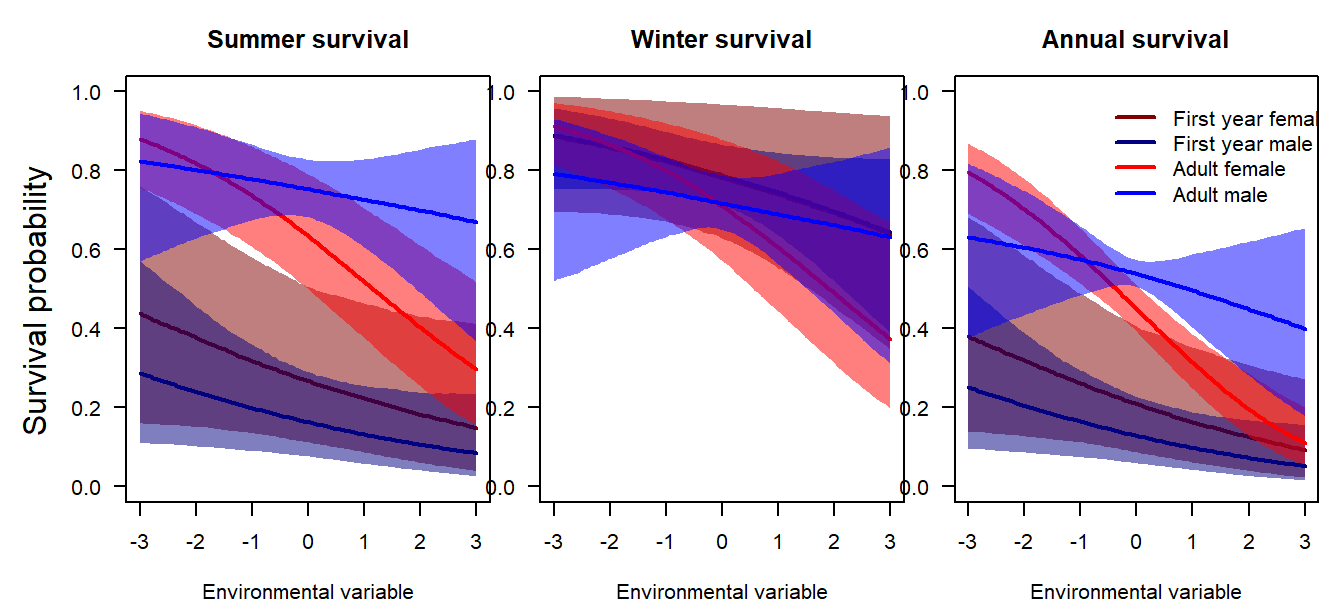 Summer survival
Winter survival
Annual survival
Survival probability
1.0
0.8
0.6
0.4
0.2
0.0
-3 -2 -1 0 1 2 3
Environmental variable
1.0
0.8
0.6
0.4
0.2
0.0
-3 -2 -1 0 1 2 3
Environmental variable
1.0
0.8
0.6
0.4
0.2
0.0
First year femal
First year male
Adult female
Adult male
-3 -2 -1 0 1 2 3
Environmental variable